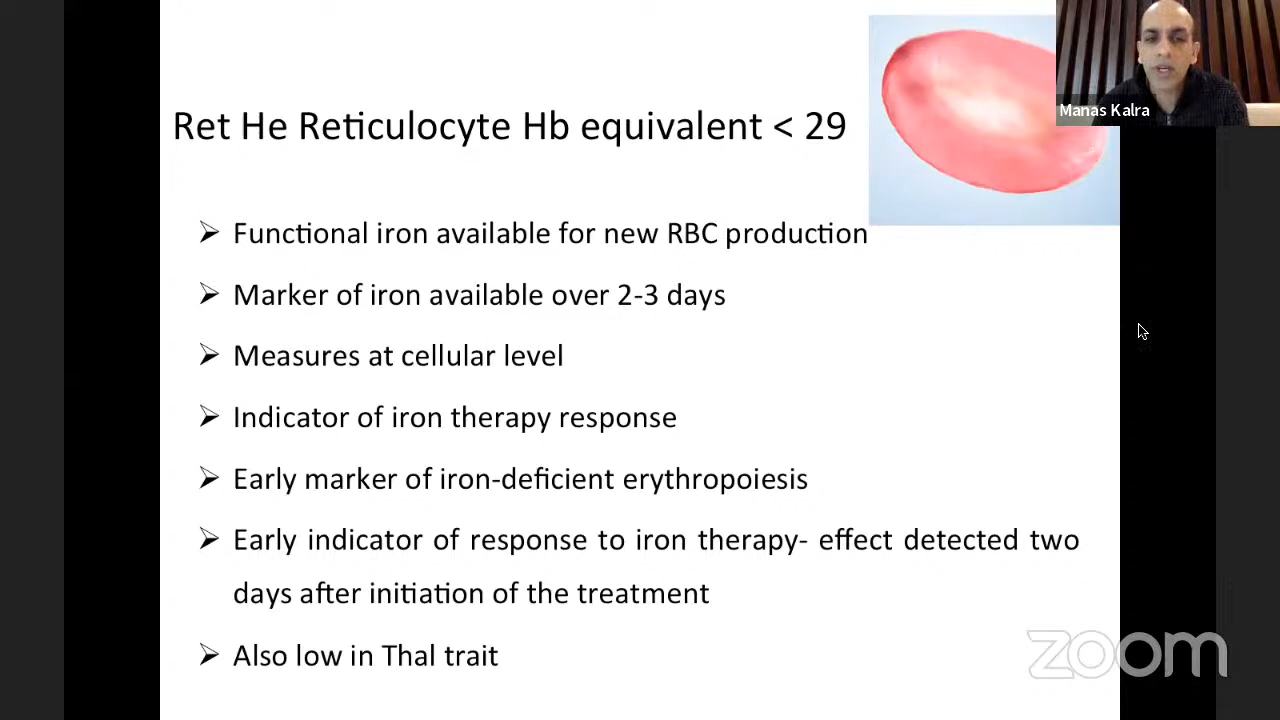 Manas Kalra
Ret He Reticulocyte Hb equivalent < 29
➢ Functional iron available for new RBC production
➢ Marker of iron available over 2-3 days
➢ Measures at cellular level
➢ Indicator of iron therapy response
➢ Early marker of iron-deficient erythropoiesis
➢ Early indicator of response to iron therapy- effect detected two
days after initiation of the treatment
➢ Also low in Thal trait
zoom